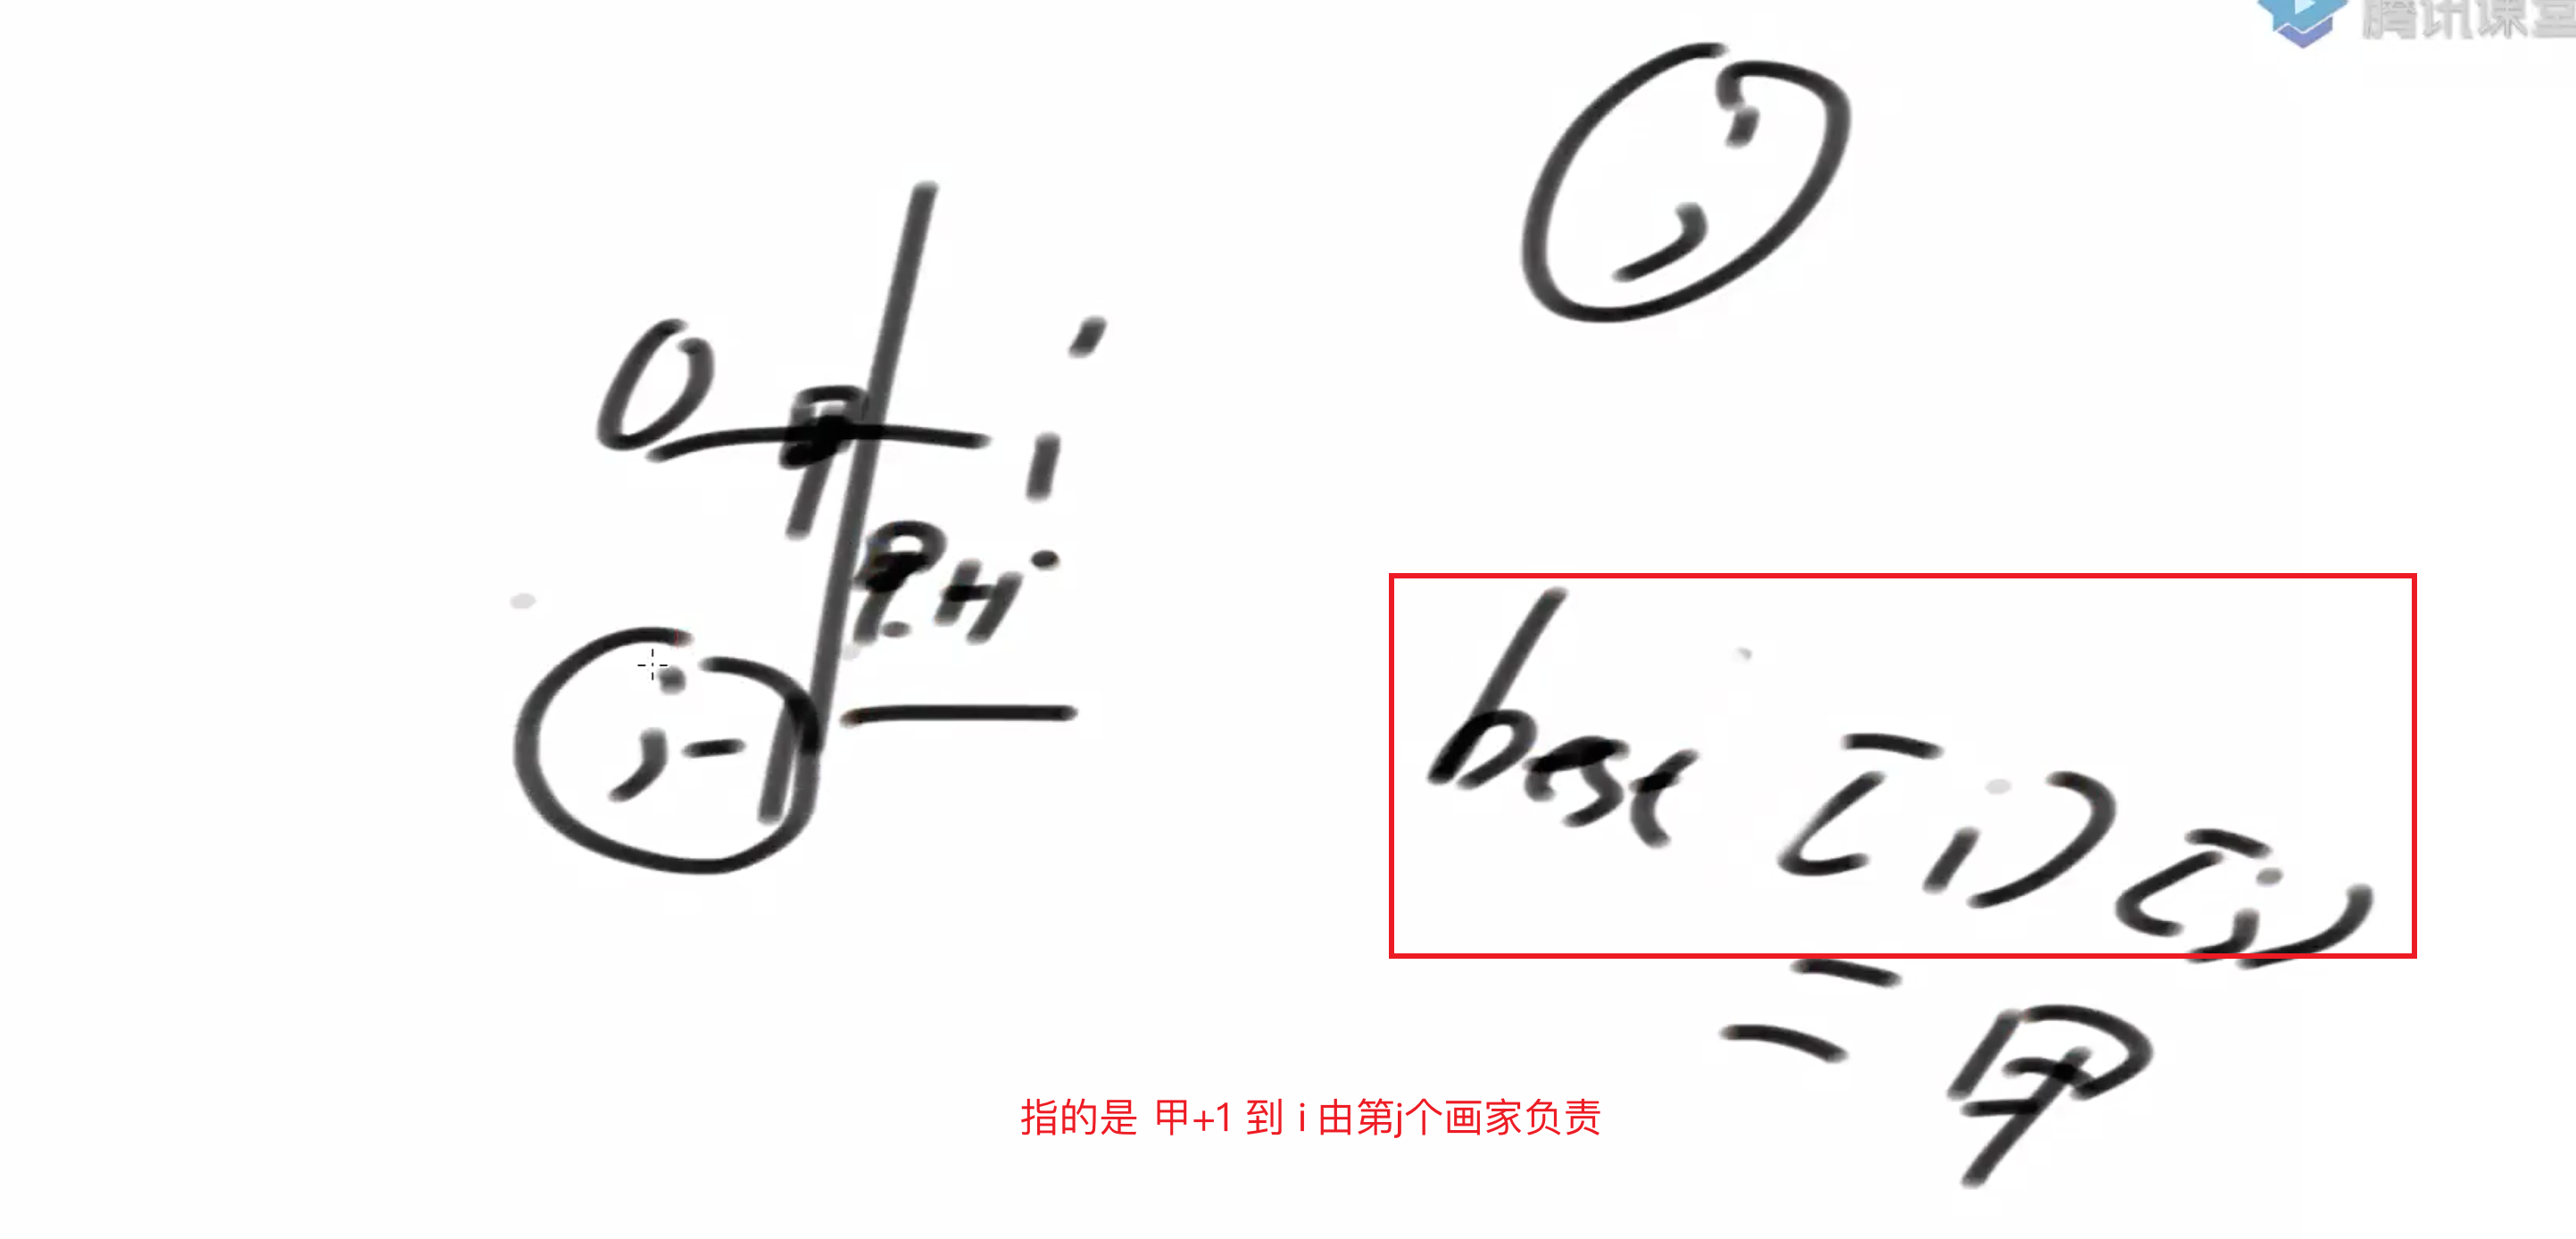 腾讯课堂
i
j
0
i
甲
甲+1
j-1
best [i][j]
= 甲
指的是 甲+1 到 i 由第j个画家负责